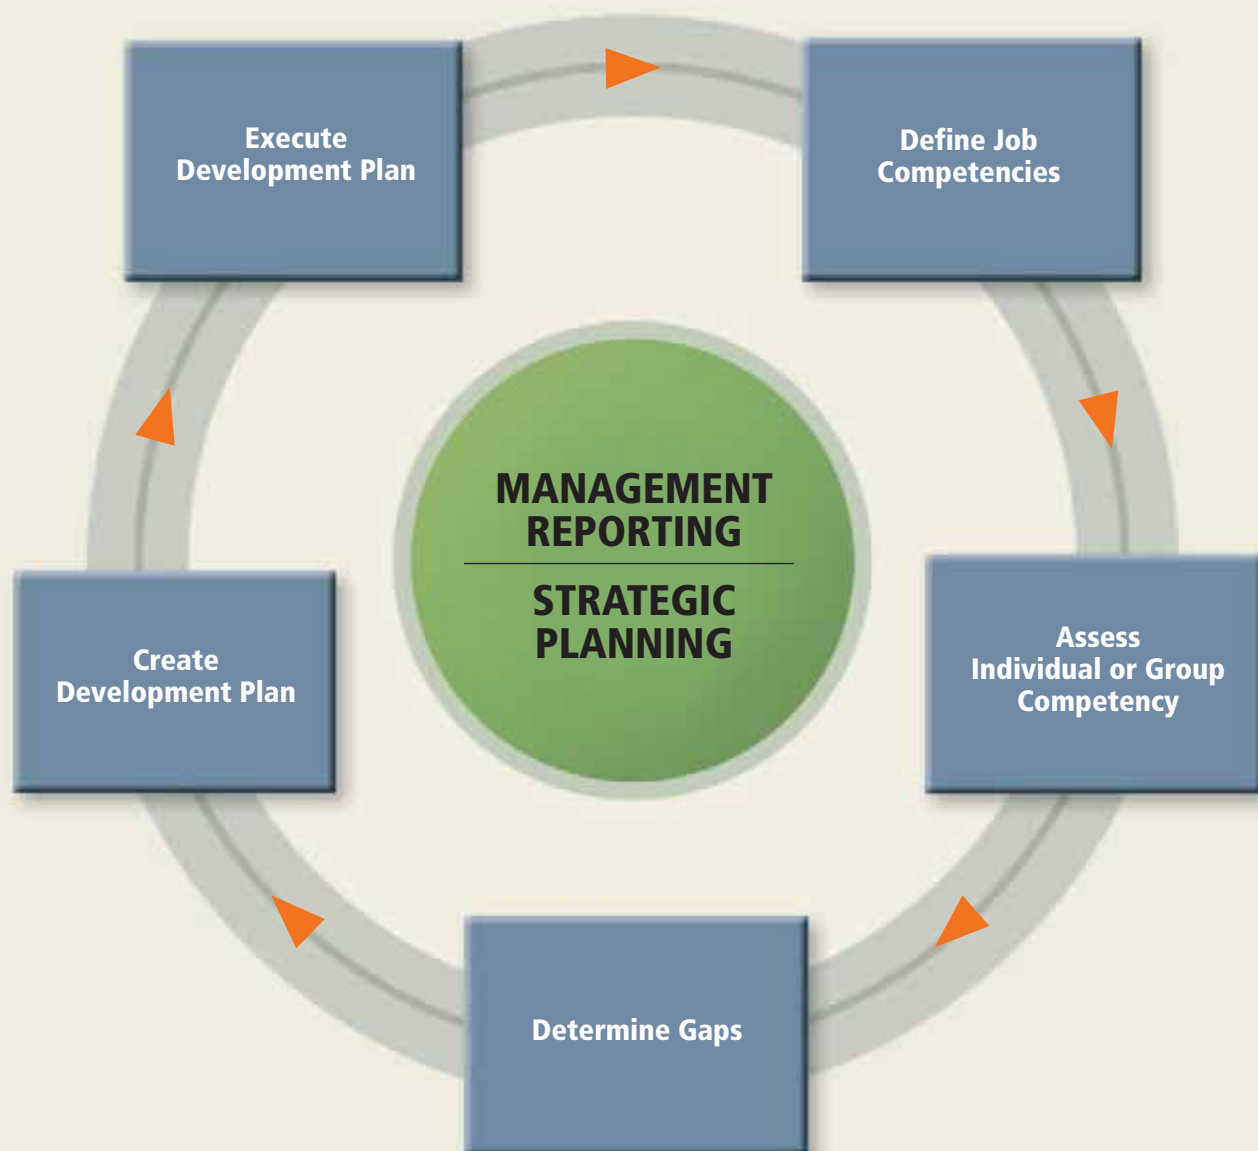 Execute
Development Plan
Define Job
Competencies
MANAGEMENT
REPORTING
STRATEGIC
PLANNING
Create
Development Plan
Assess
Individual or Group
Competency
Determine Gaps